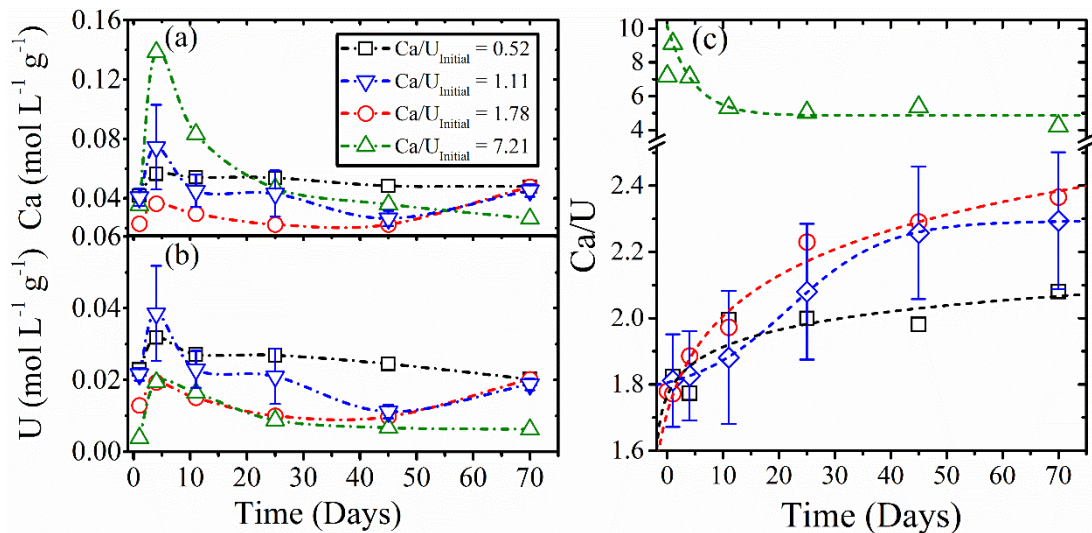 Ca (mol L⁻¹ g⁻¹)
0.16
0.12
0.08
0.04
(a)
Ca/U_Initial = 0.52
Ca/U_Initial = 1.11
Ca/U_Initial = 1.78
Ca/U_Initial = 7.21
U (mol L⁻¹ g⁻¹)
0.06
0.04
0.02
0.00
(b)
0 10 20 30 40 50 60 70
Time (Days)
Ca/U
10
8
6
4
2.4
2.2
2.0
1.8
1.6
(c)
0 10 20 30 40 50 60 70
Time (Days)